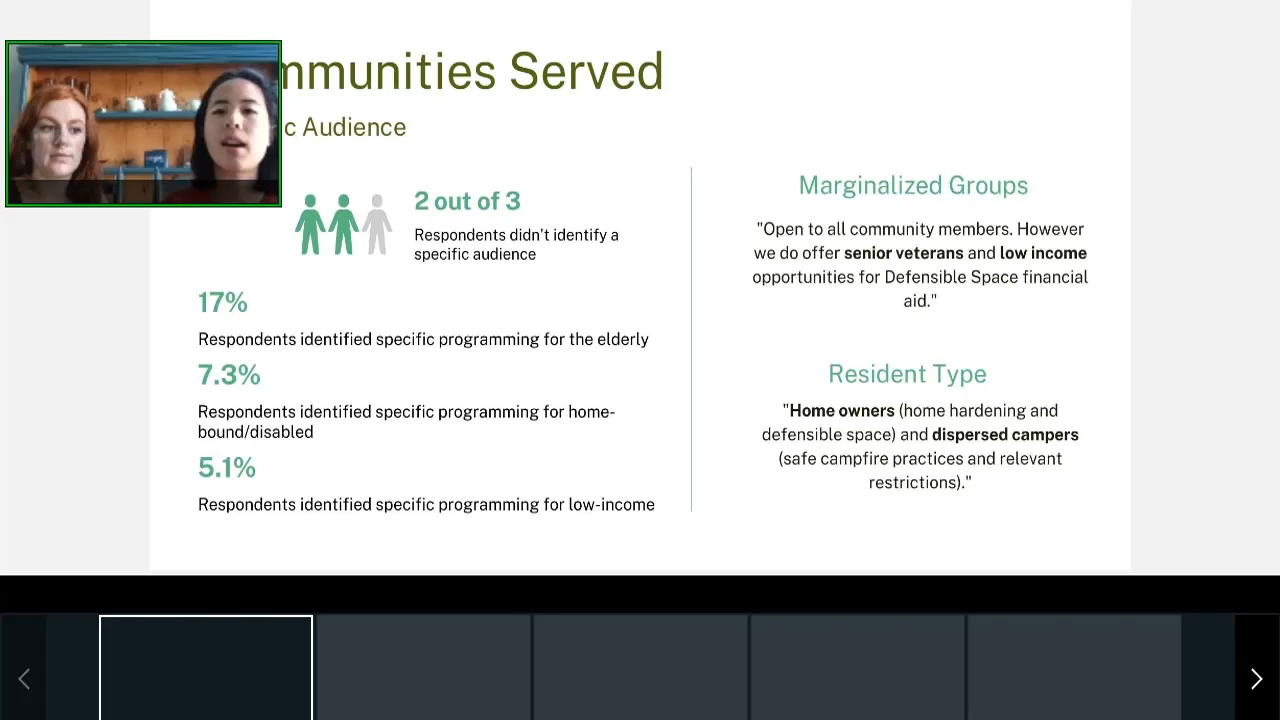 mmunities Served
c Audience
2 out of 3
Respondents didn't identify a
specific audience
17%
Respondents identified specific programming for the elderly
7.3%
Respondents identified specific programming for home-
bound/disabled
5.1%
Respondents identified specific programming for low-income
Marginalized Groups
"Open to all community members. However
we do offer senior veterans and low income
opportunities for Defensible Space financial
aid."
Resident Type
"Home owners (home hardening and
defensible space) and dispersed campers
(safe campfire practices and relevant
restrictions)."